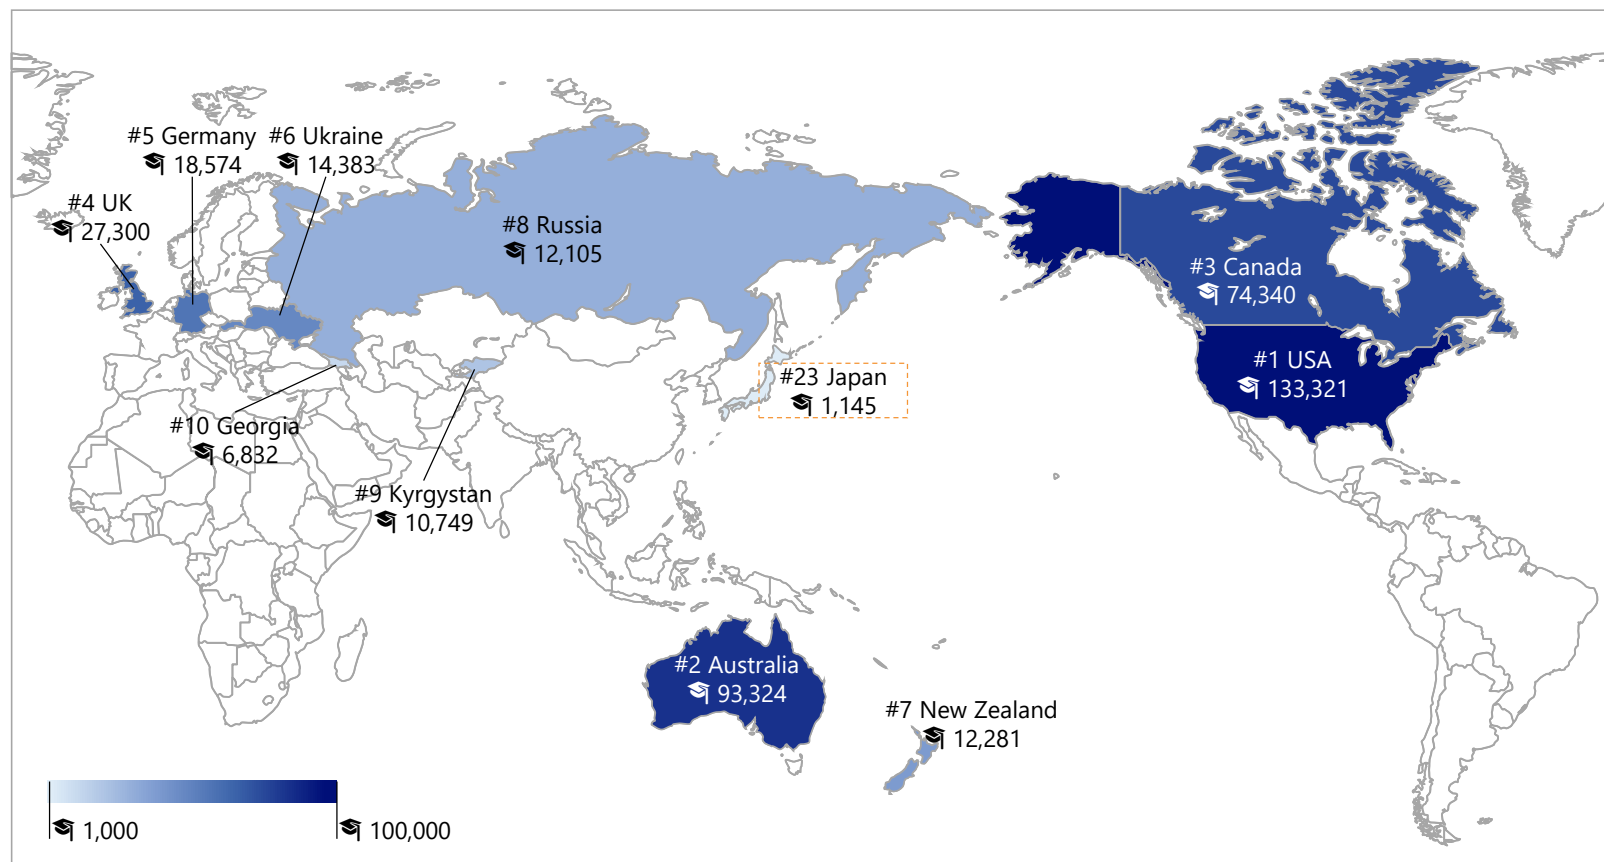 #5 Germany
18,574
#6 Ukraine
14,383
#4 UK
27,300
#8 Russia
12,105
#3 Canada
74,340
#1 USA
133,321
#23 Japan
1,145
#10 Georgia
6,832
#9 Kyrgystan
10,749
#2 Australia
93,324
#7 New Zealand
12,281
1,000
100,000